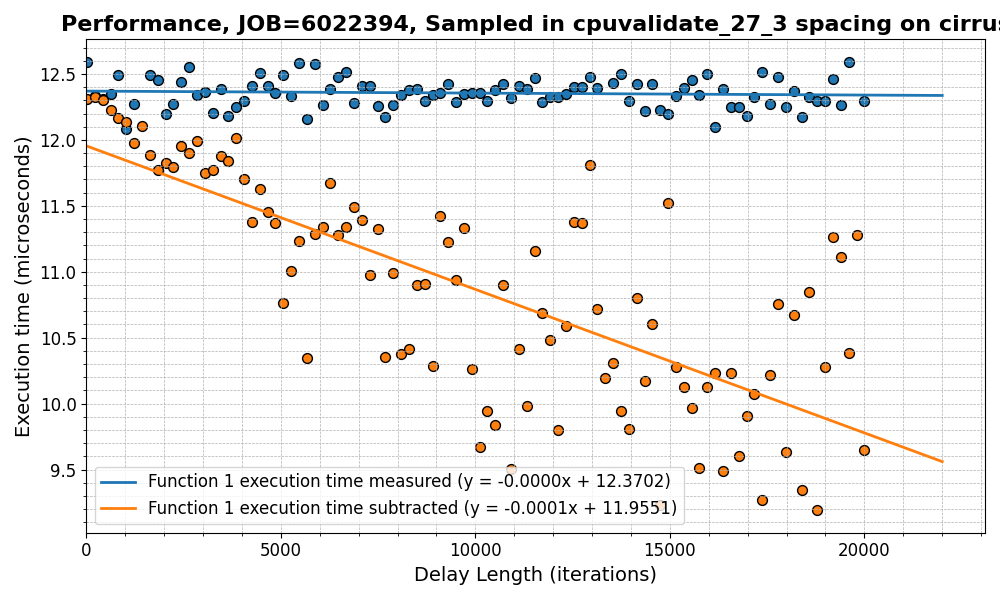 Performance, JOB=6022394, Sampled in cpuvalidate_27_3 spacing on cirrus
Execution time (microseconds)
12.5
12.0
11.5
11.0
10.5
10.0
9.5
Function 1 execution time measured (y = -0.0000x + 12.3702)
Function 1 execution time subtracted (y = -0.0001x + 11.9551)
0 5000 10000 15000 20000
Delay Length (iterations)